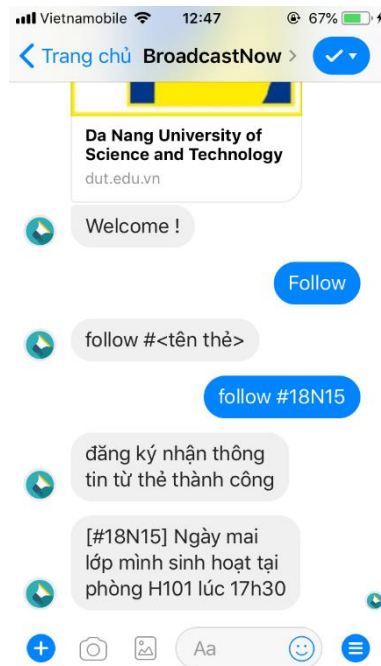 Vietnamobile 12:47 67%
Trang chủ BroadcastNow
Da Nang University of
Science and Technology
dut.edu.vn
Welcome !
Follow
follow #<tên thẻ>
follow #18N15
đăng ký nhận thông
tin từ thẻ thành công
[#18N15] Ngày mai
lớp mình sinh hoạt tại
phòng H101 lúc 17h30
Aa